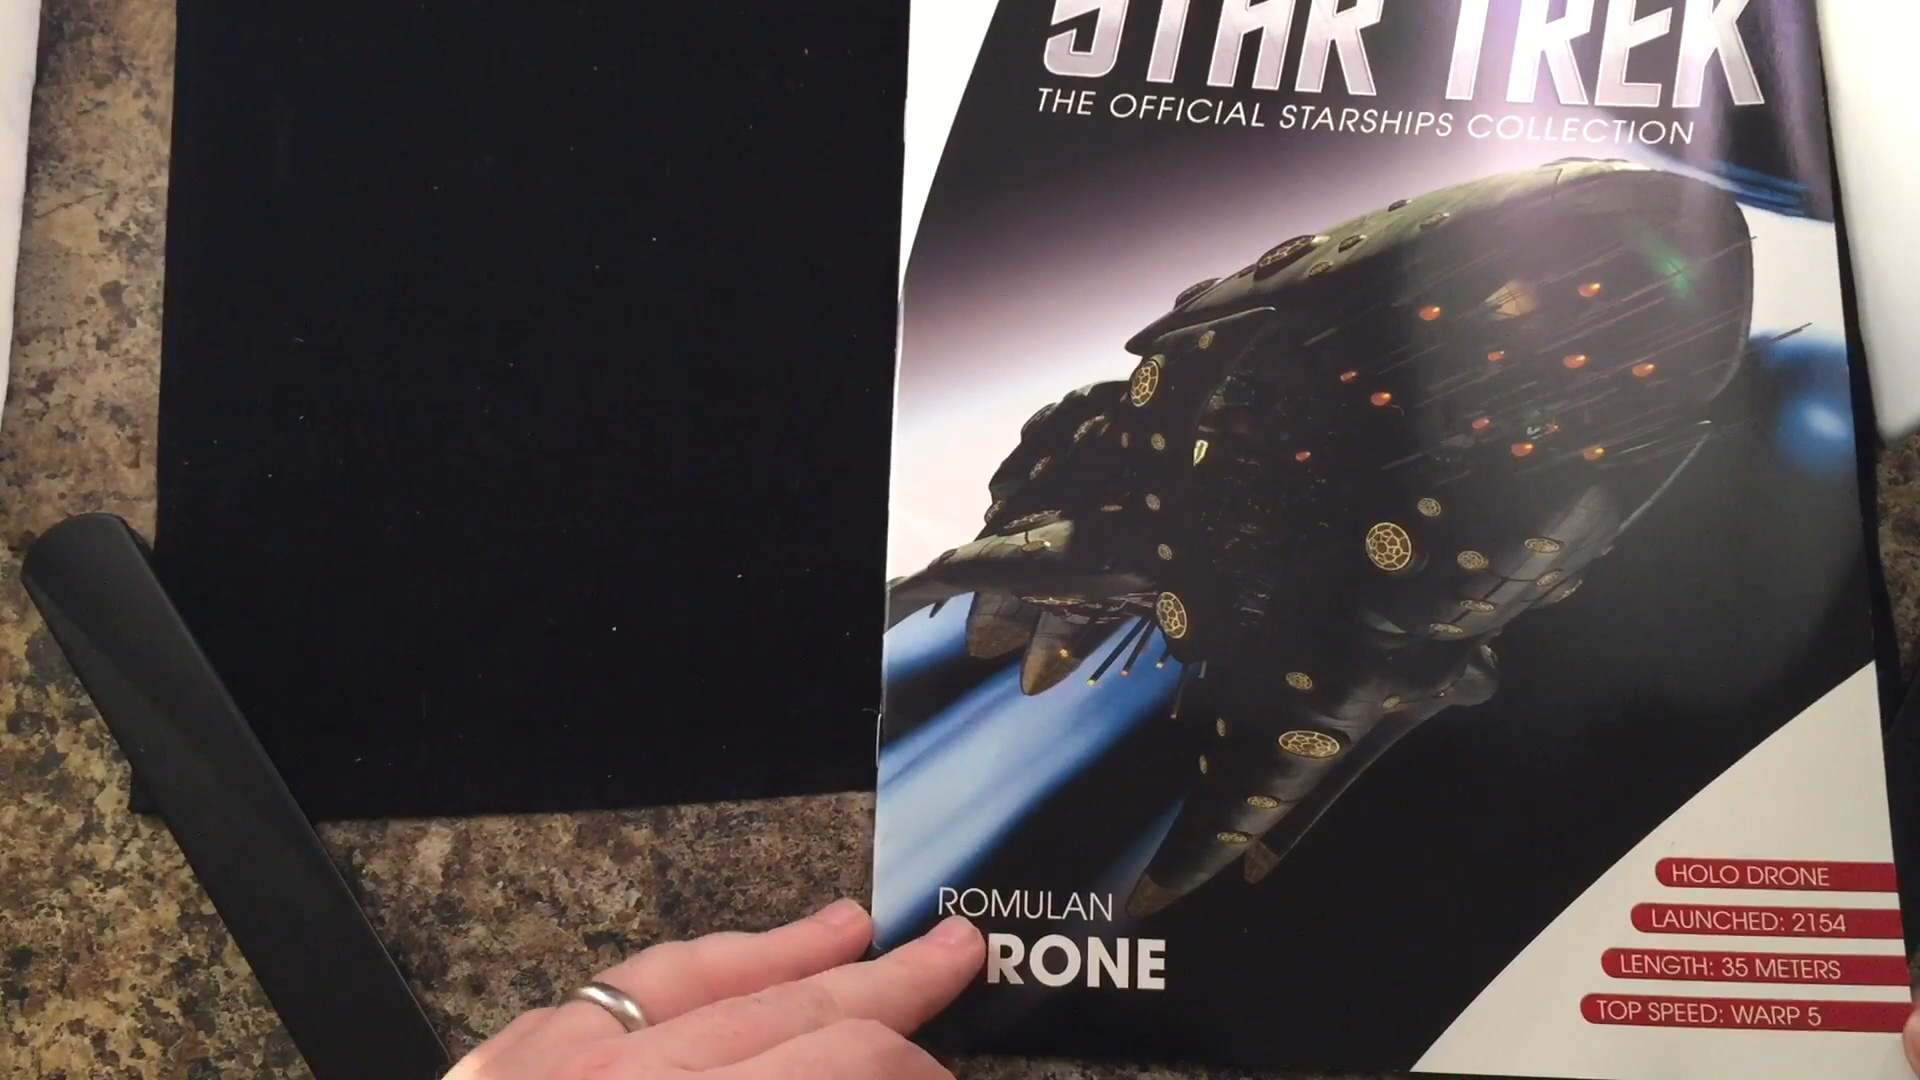 STAR TREK
THE OFFICIAL STARSHIPS COLLECTION
ROMULAN
RONE
HOLO DRONE
LAUNCHED: 2154
LENGTH: 35 METERS
TOP SPEED: WARP 5